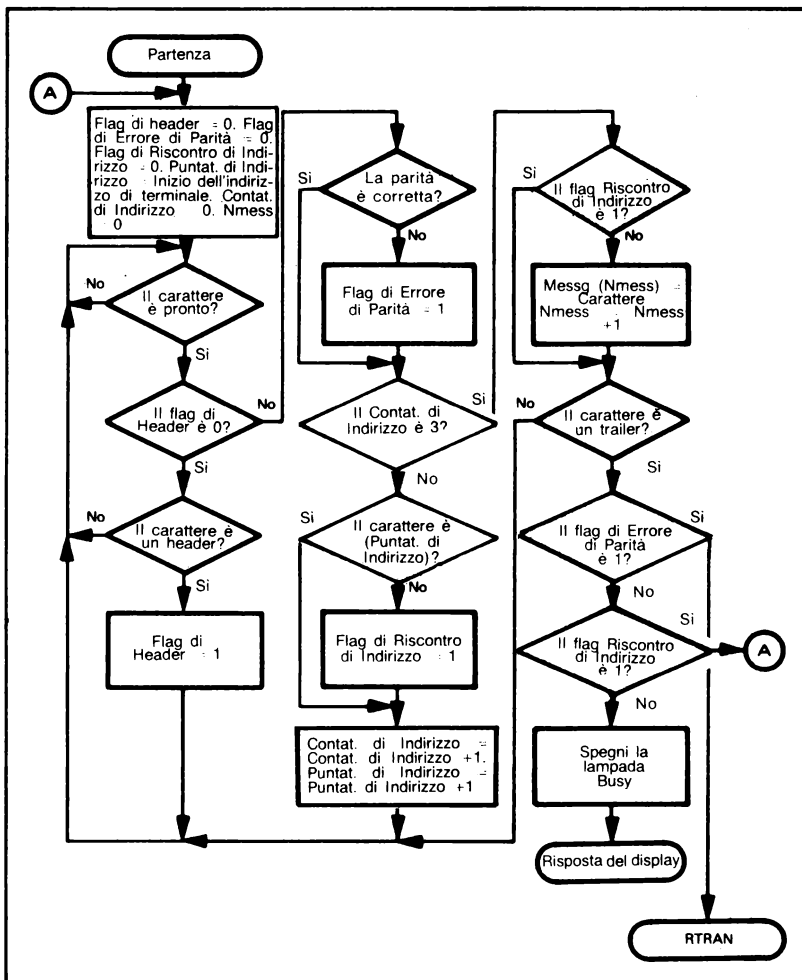 Partenza
A
Flag di header = 0. Flag
di Errore di Parità = 0.
Flag di Riscontro di Indi-
rizzo = 0. Puntat. di Indi-
rizzo = Inizio dell'indiriz-
zo di terminale. Contat.
di Indirizzo 0. Nmess
0
No
Il carattere
è pronto?
Si
Il flag di
Header è 0?
No
Si
No
Il carattere è
un header?
Si
Flag di
Header = 1
Si
La parità
è corretta?
No
Flag di Errore
di Parità = 1
Il Contat. di
Indirizzo è 3?
Si
No
Si
Il carattere è
(Puntat. di
Indirizzo)?
No
Flag di Riscontro
di Indirizzo = 1
Contat. di Indirizzo =
Contat. di Indirizzo +1.
Puntat. di Indirizzo =
Puntat. di Indirizzo +1
Si
Il flag Riscontro
di Indirizzo
è 1?
No
Messg (Nmess) =
Carattere
Nmess = Nmess
+1
No
Il carattere è
un trailer?
Si
Il flag di Errore
di Parità
è 1?
Si
No
Il flag Riscontro
di Indirizzo
è 1?
Si
A
No
Spegni la
lampada
Busy
Risposta del display
RTRAN